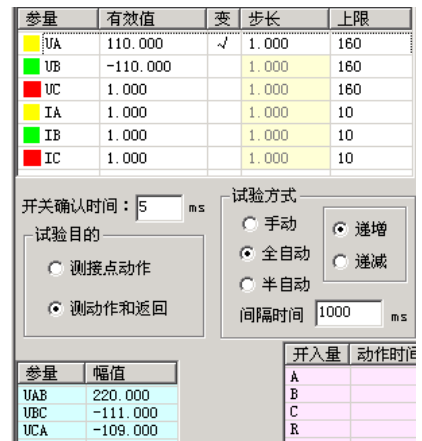 参量 有效值 变 步长 上限
UA 110.000 √ 1.000 160
UB -110.000 1.000 160
UC 1.000 1.000 160
IA 1.000 1.000 10
IB 1.000 1.000 10
IC 1.000 1.000 10
开关确认时间：5 ms
试验目的
测接点动作
测动作和返回
试验方式
手动
全自动
半自动
递增
递减
间隔时间 1000 ms
参量 幅值
UAB 220.000
UBC -111.000
UCA -109.000
开入量 动作时间
A
B
C
R